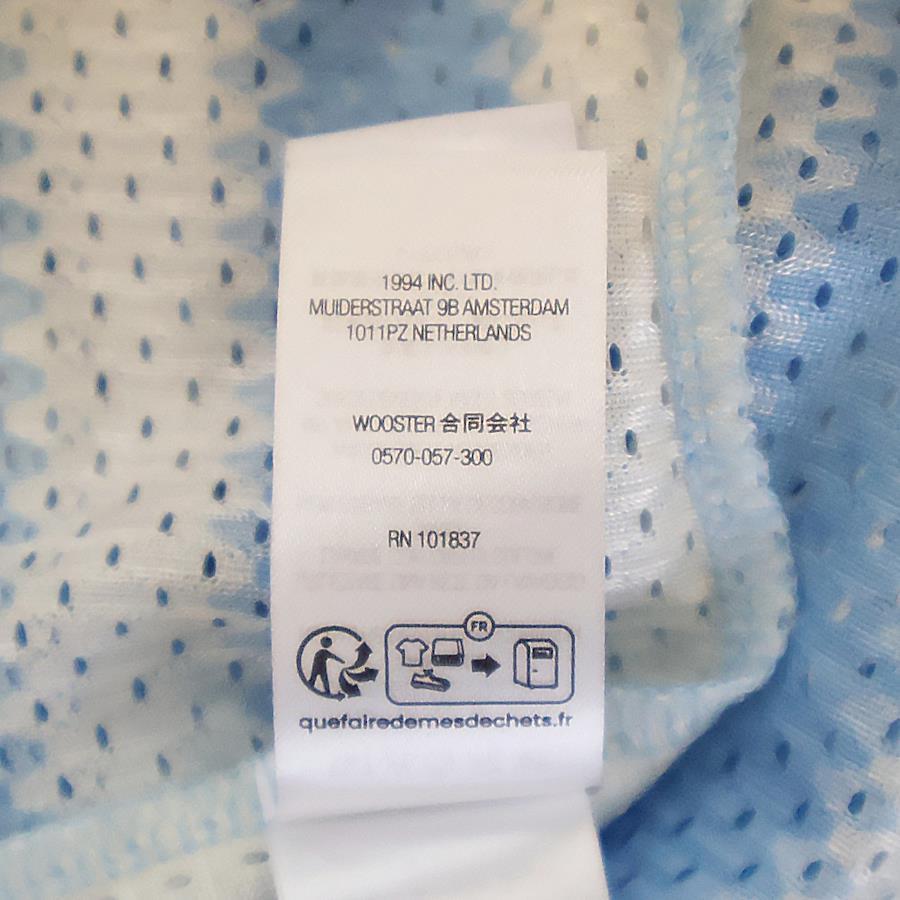 1994 INC. LTD.
MUIDERSTRAAT 9B AMSTERDAM
1011PZ NETHERLANDS
WOOSTER 合同会社
0570-057-300
RN 101837
FR
quefairedemesdechets.fr